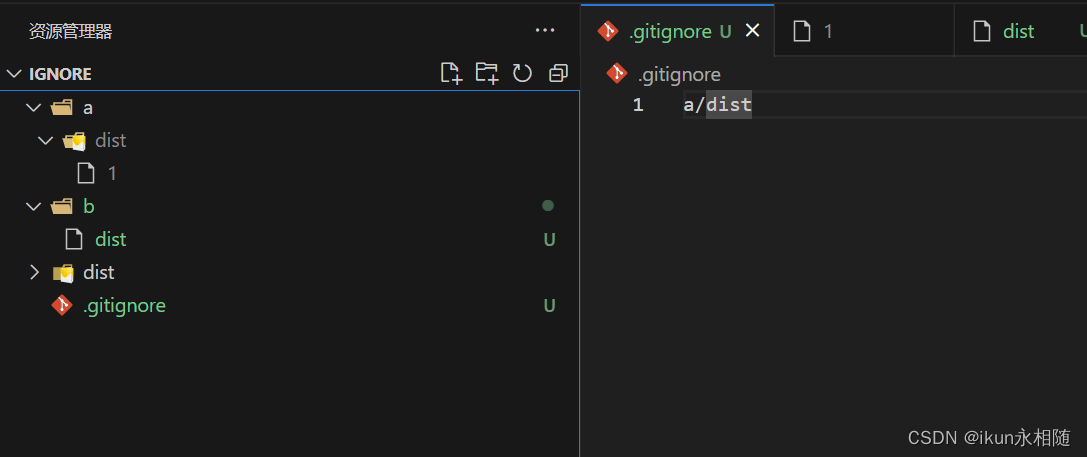 资源管理器
···
IGNORE
a
dist
1
b
dist U
dist
.gitignore U
.gitignore U
1
dist U
.gitignore
1 a/dist
CSDN @ikun永相随